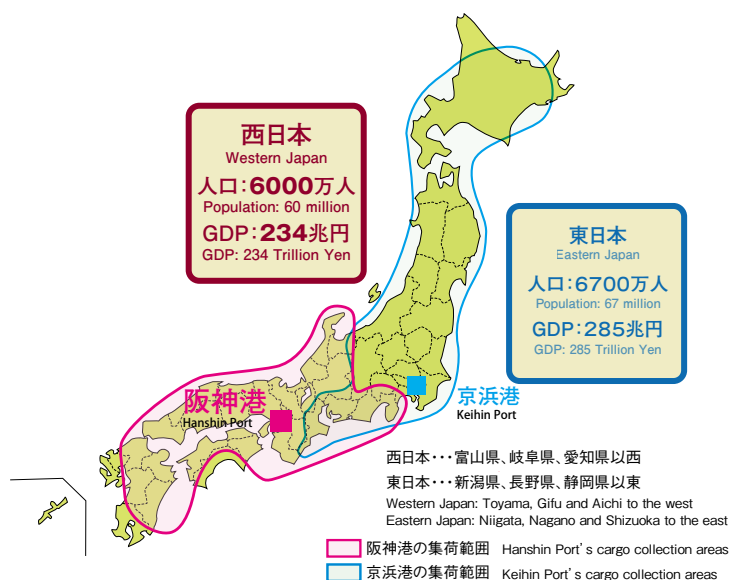 西日本
Western Japan
人口：6000万人
Population: 60 million
GDP：234兆円
GDP: 234 Trillion Yen
東日本
Eastern Japan
人口：6700万人
Population: 67 million
GDP：285兆円
GDP: 285 Trillion Yen
阪神港
Hanshin Port
京浜港
Keihin Port
西日本・・・富山県、岐阜県、愛知県以西
東日本・・・新潟県、長野県、静岡県以東
Western Japan: Toyama, Gifu and Aichi to the west
Eastern Japan: Niigata, Nagano and Shizuoka to the east
阪神港の集荷範囲 Hanshin Port's cargo collection areas
京浜港の集荷範囲 Keihin Port's cargo collection areas